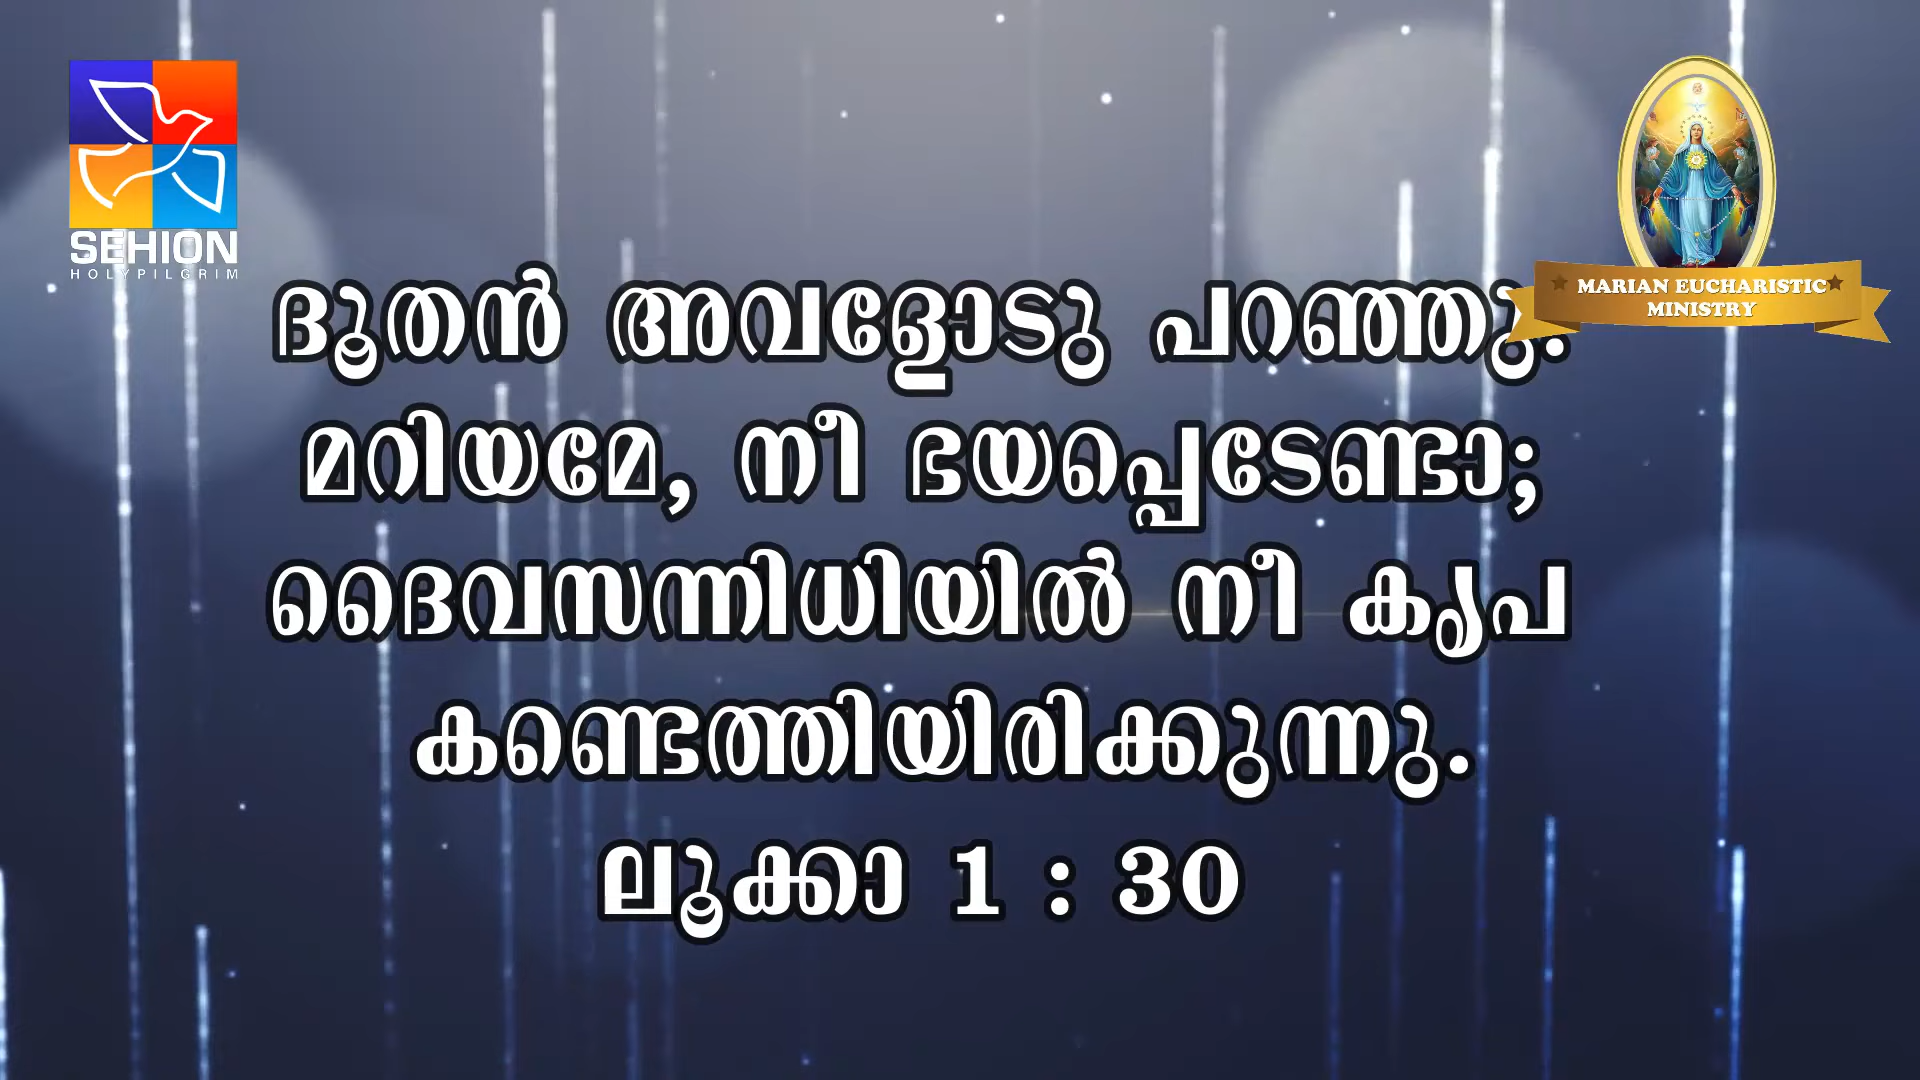 SEHION
HOLYPILGRIM
MARIAN EUCHARISTIC
MINISTRY
ദൂതൻ അവളോടു പറഞ്ഞു:
മറിയമേ, നീ ഭയപ്പെടേണ്ടാ;
ദൈവസന്നിധിയിൽ നീ കൃപ
കണ്ടെത്തിയിരിക്കുന്നു.
ലൂക്കാ 1 : 30